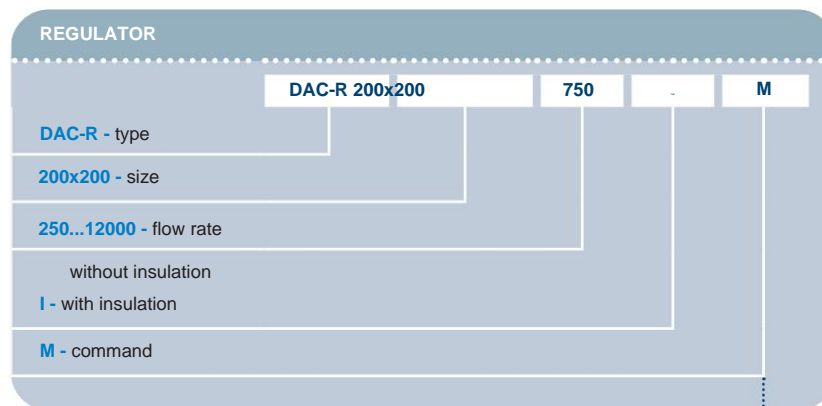 REGULATOR
DAC-R 200x200 750 - M
DAC-R - type
200x200 - size
250...12000 - flow rate
without insulation
I - with insulation
M - command